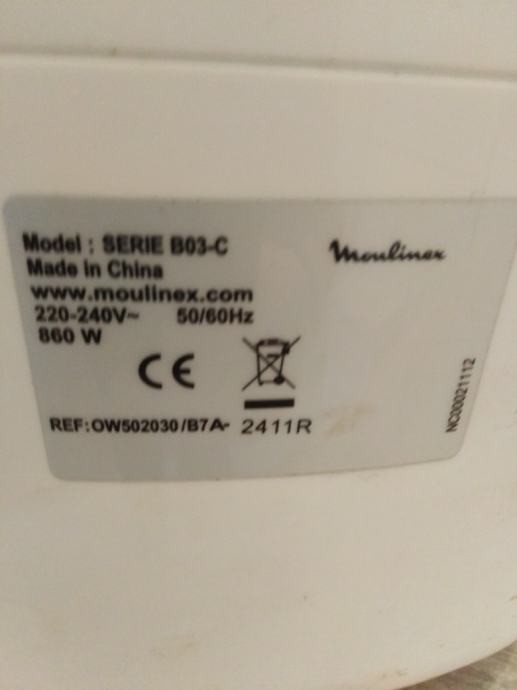 Model : SERIE B03-C
Moulinex
Made in China
www.moulinex.com
220-240V~ 50/60Hz
860 W
CE
REF:OW502030/B7A- 2411R
NC00021112